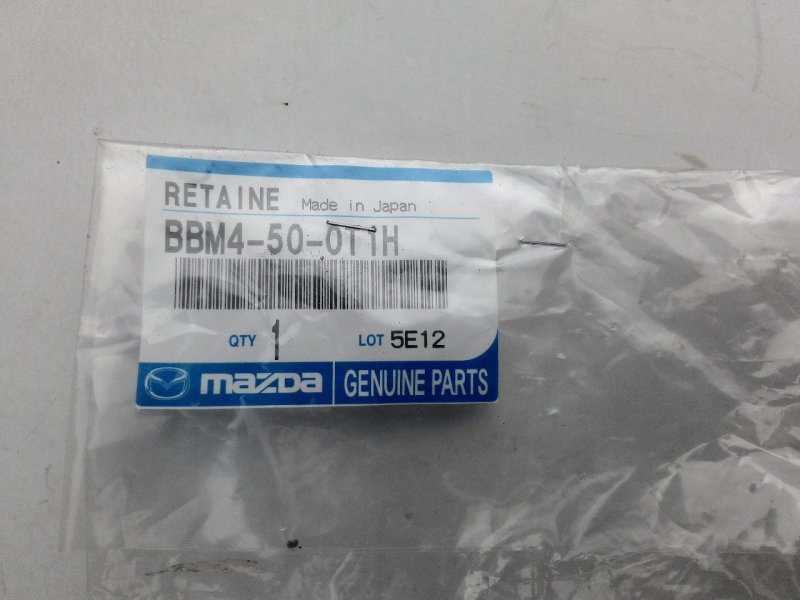 RETAINE Made in Japan
BBM4-50-0T1H
QTY 1 LOT 5E12
mazda GENUINE PARTS